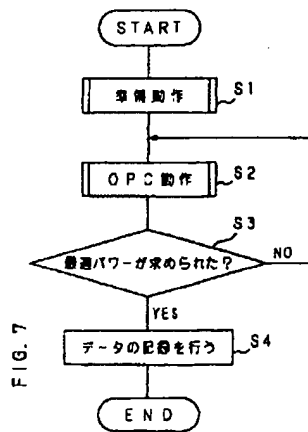 START
準備動作
S1
OPC動作
S2
S3
最適パワーが求められた？
NO
YES
データの記録を行う
S4
END
FIG. 7